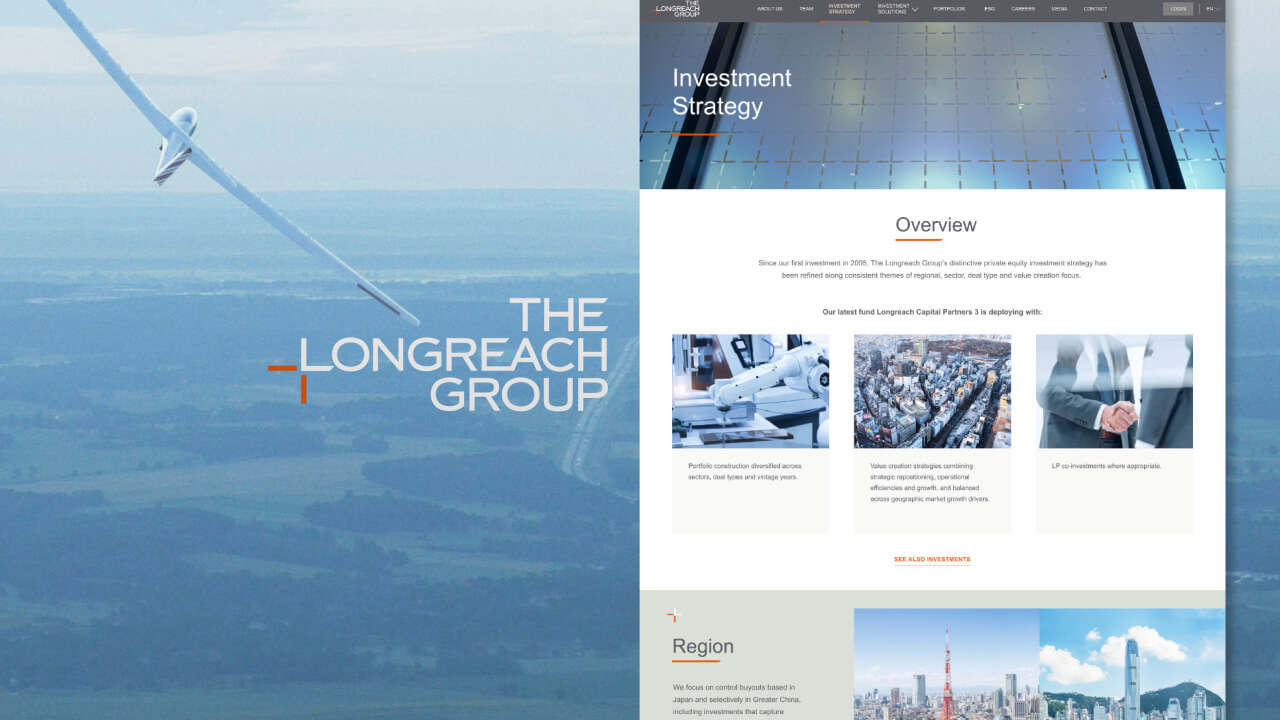 THE
LONGREACH
GROUP
THE
LONGREACH
GROUP
ABOUT US
TEAM
INVESTMENT
STRATEGY
INVESTMENT
SOLUTIONS
PORTFOLIOS
ESG
CAREERS
MEDIA
CONTACT
LOGIN
EN
Investment
Strategy
Overview
Since our first investment in 2005, The Longreach Group's distinctive private equity investment strategy has
been refined along consistent themes of regional, sector, deal type and value creation focus.
Our latest fund Longreach Capital Partners 3 is deploying with:
Portfolio construction diversified across
sectors, deal types and vintage years.
Value creation strategies combining
strategic repositioning, operational
efficiencies and growth, and balanced
across geographic market growth drivers.
LP co-investments where appropriate.
SEE ALSO INVESTMENTS
Region
We focus on control buyouts based in
Japan and selectively in Greater China,
including investments that capture